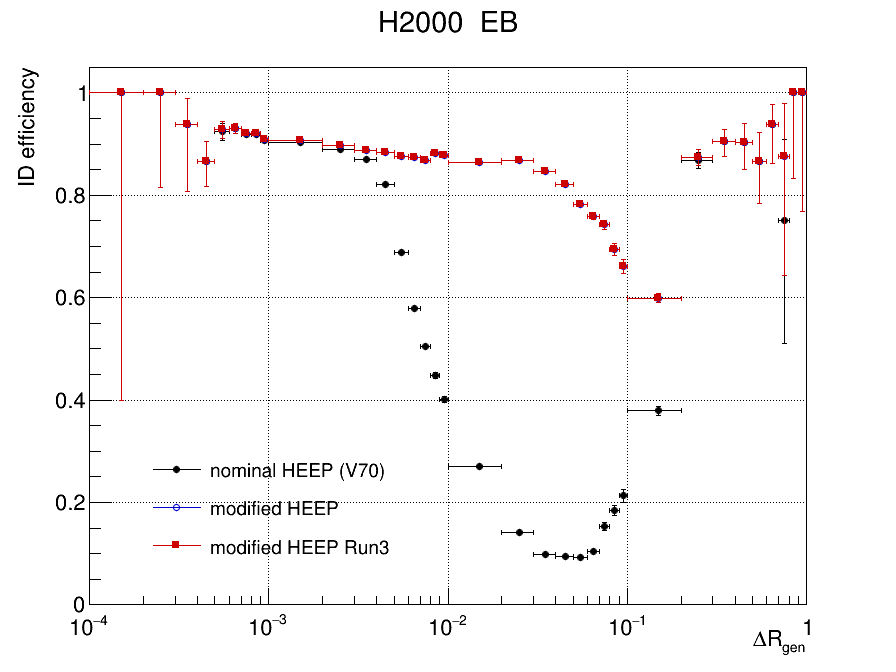 H2000 EB
ID efficiency
1
0.8
0.6
0.4
0.2
0
nominal HEEP (V70)
modified HEEP
modified HEEP Run3
10⁻⁴
10⁻³
10⁻²
10⁻¹
1
ΔR_gen